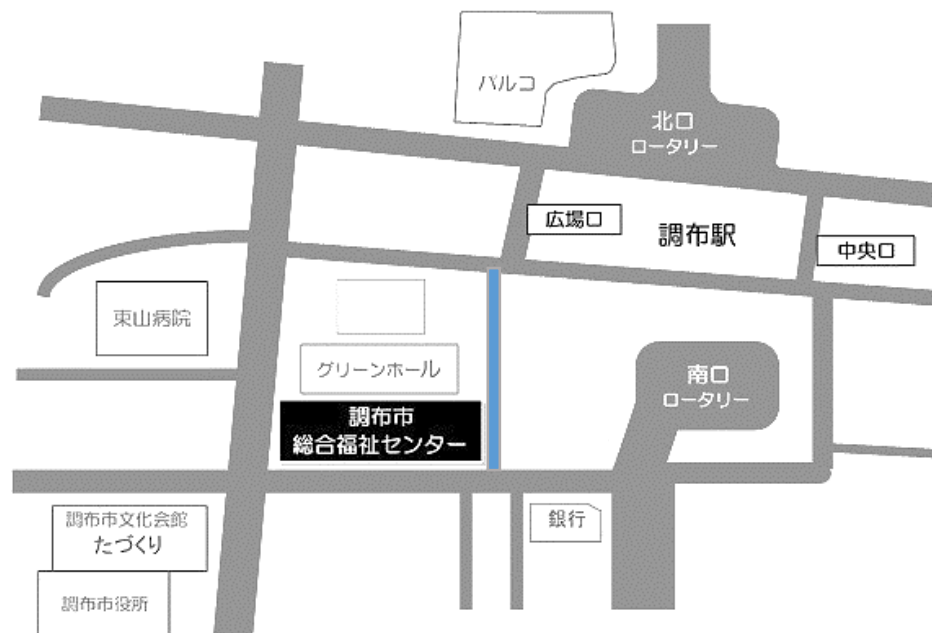 パルコ
北口
ロータリー
広場口
調布駅
中央口
東山病院
グリーンホール
南口
ロータリー
調布市
総合福祉センター
銀行
調布市文化会館
たづくり
調布市役所